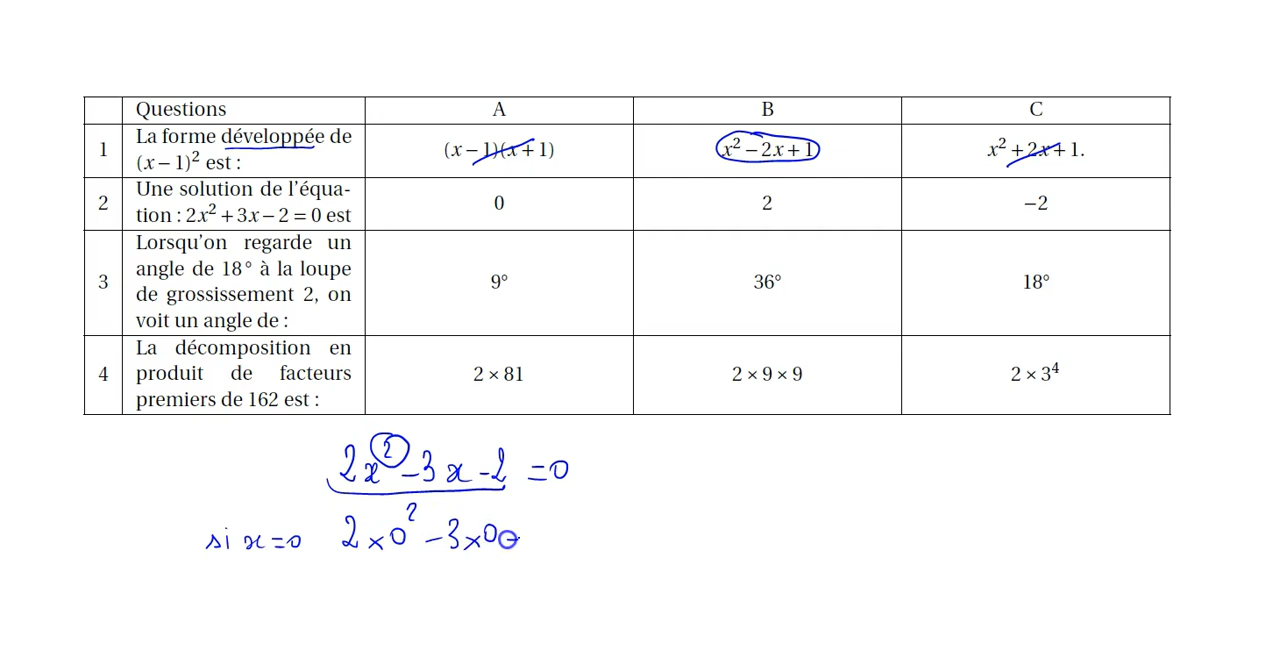 Questions A B C
1 La forme développée de (x − 1)(x + 1) x² − 2x + 1 x² + 2x + 1.
(x − 1)² est :
Une solution de l'équa-
2 0 2 −2
tion : 2x² + 3x − 2 = 0 est
Lorsqu'on regarde un
angle de 18° à la loupe
3 9° 36° 18°
de grossissement 2, on
voit un angle de :
La décomposition en
4 produit de facteurs 2 × 81 2 × 9 × 9 2 × 3⁴
premiers de 162 est :
2x² − 3x − 2 = 0
si x = 0 2 × 0² − 3 × 0 −